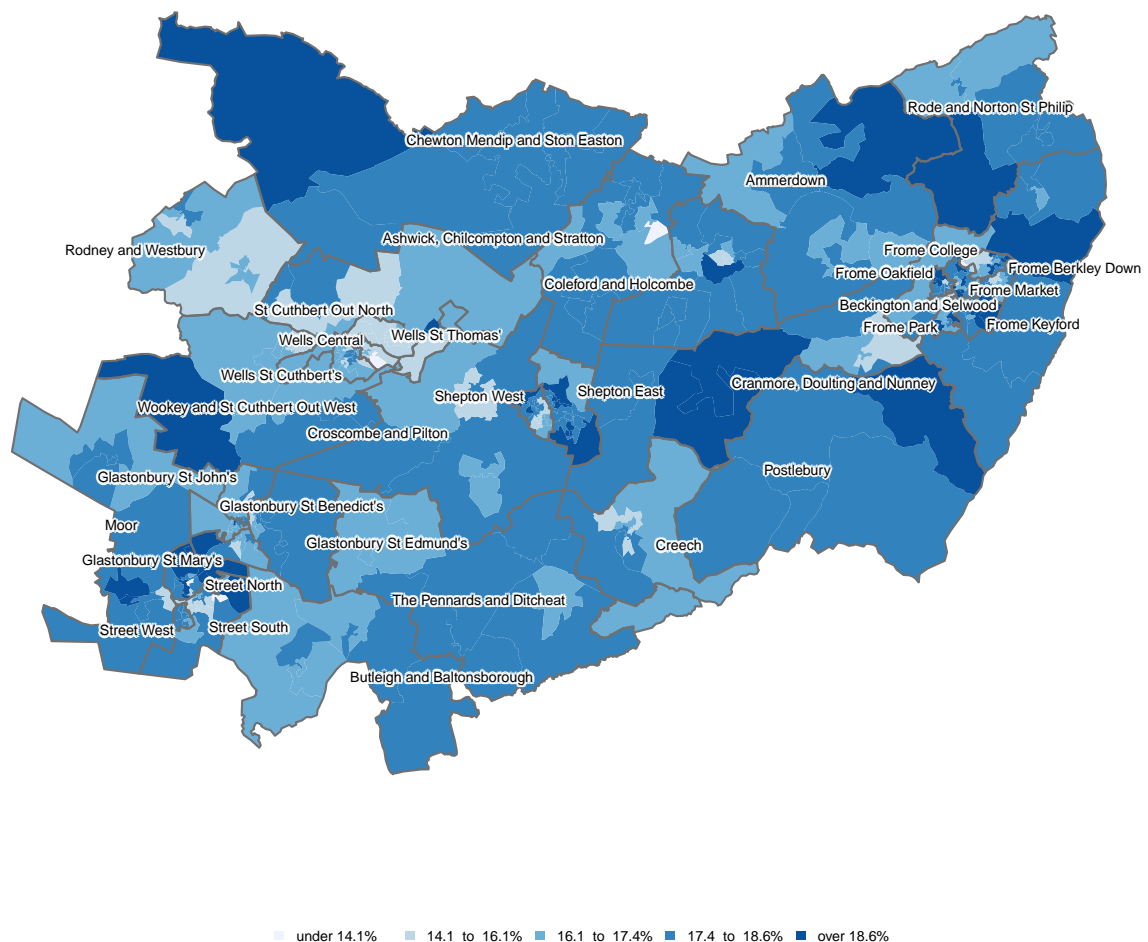 Rode and Norton St Philip
Chewton Mendip and Ston Easton
Ammerdown
Ashwick, Chilcompton and Stratton
Rodney and Westbury
Frome College
Frome Berkley Down
Frome Oakfield
Coleford and Holcombe
Frome Market
Beckington and Selwood
St Cuthbert Out North
Frome Park
Frome Keyford
Wells St Thomas'
Wells Central
Wells St Cuthbert's
Cranmore, Doulting and Nunney
Shepton East
Shepton West
Wookey and St Cuthbert Out West
Croscombe and Pilton
Postlebury
Glastonbury St John's
Glastonbury St Benedict's
Moor
Glastonbury St Edmund's
Creech
Glastonbury St Mary's
Street North
The Pennards and Ditcheat
Street West
Street South
Butleigh and Baltonsborough
under 14.1% 14.1 to 16.1% 16.1 to 17.4% 17.4 to 18.6% over 18.6%